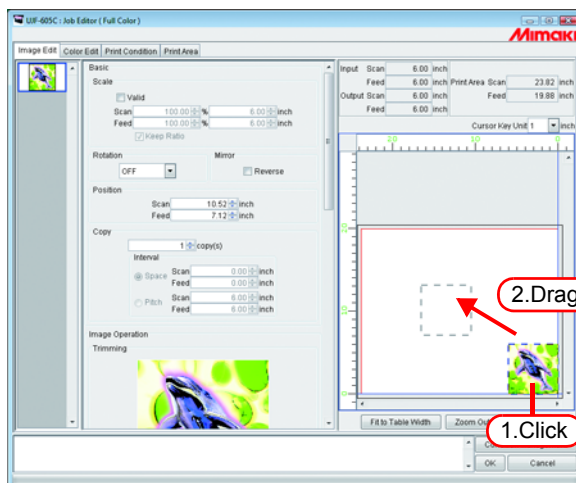 UJF-605C : Job Editor ( Full Color )
Mimaki
Image Edit Color Edit Print Condition Print Area
Basic
Scale
Valid
Scan 100.00 % 6.00 inch
Feed 100.00 % 6.00 inch
Keep Ratio
Rotation Mirror
OFF Reverse
Position
Scan 10.52 inch
Feed 7.12 inch
Copy
1 copy(s)
Interval
Space Scan 0.00 inch
Feed 0.00 inch
Pitch Scan 6.00 inch
Feed 6.00 inch
Image Operation
Trimming
Input Scan 6.00 inch
Feed 6.00 inch Print Area Scan 23.82 inch
Output Scan 6.00 inch Feed 19.88 inch
Feed 6.00 inch
Cursor Key Unit 1 inch
20 10 0
20
10
0
2.Drag
1.Click
Fit to Table Width Zoom Ou
OK Cancel